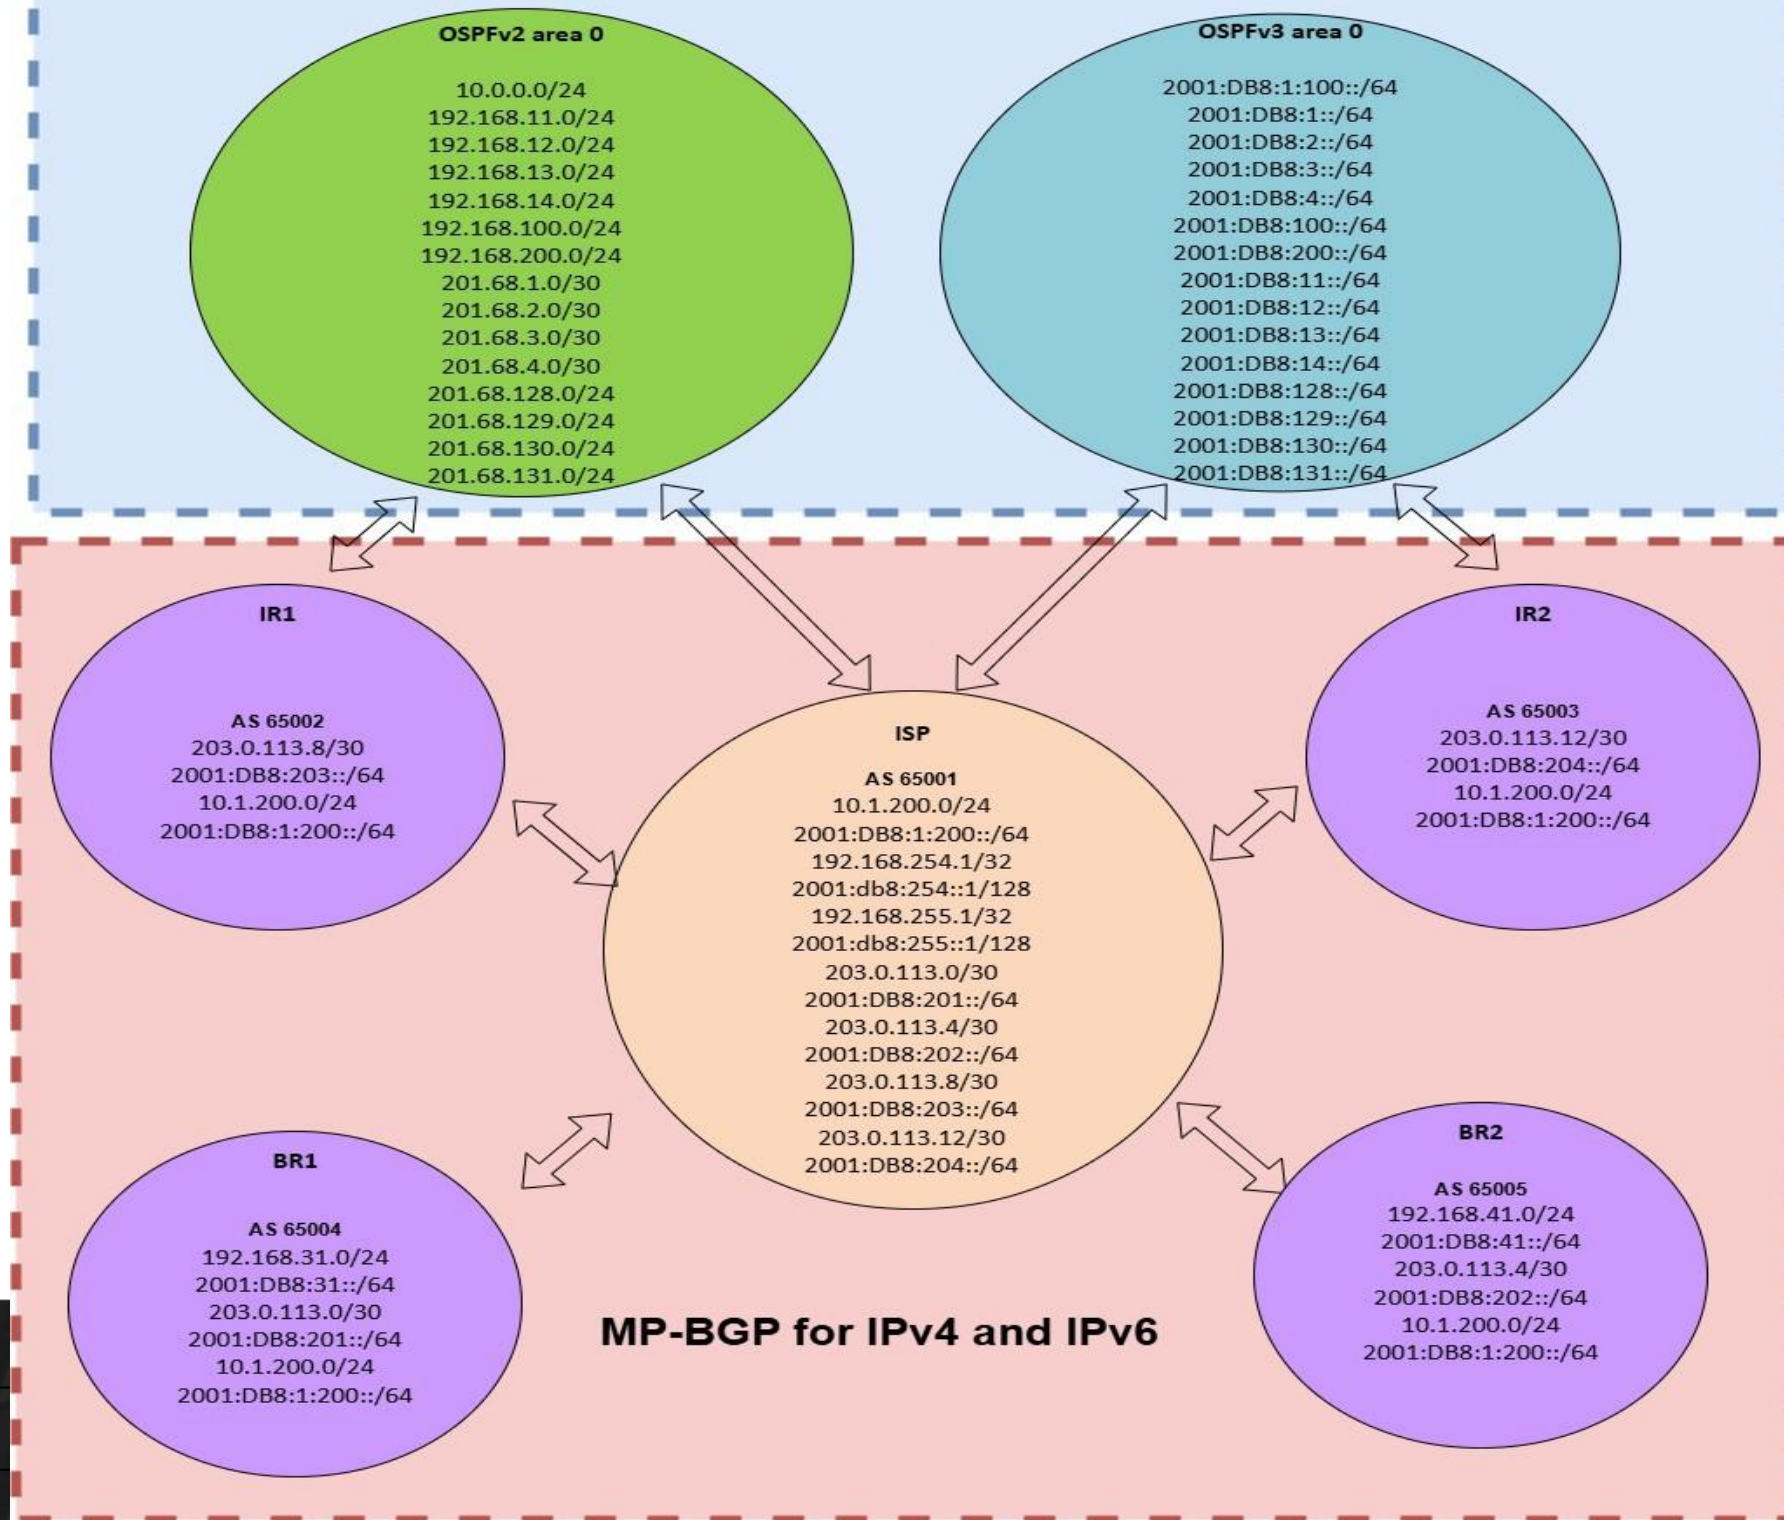 OSPFv2 area 0
10.0.0.0/24
192.168.11.0/24
192.168.12.0/24
192.168.13.0/24
192.168.14.0/24
192.168.100.0/24
192.168.200.0/24
201.68.1.0/30
201.68.2.0/30
201.68.3.0/30
201.68.4.0/30
201.68.128.0/24
201.68.129.0/24
201.68.130.0/24
201.68.131.0/24
OSPFv3 area 0
2001:DB8:1:100::/64
2001:DB8:1::/64
2001:DB8:2::/64
2001:DB8:3::/64
2001:DB8:4::/64
2001:DB8:100::/64
2001:DB8:200::/64
2001:DB8:11::/64
2001:DB8:12::/64
2001:DB8:13::/64
2001:DB8:14::/64
2001:DB8:128::/64
2001:DB8:129::/64
2001:DB8:130::/64
2001:DB8:131::/64
IR1
AS 65002
203.0.113.8/30
2001:DB8:203::/64
10.1.200.0/24
2001:DB8:1:200::/64
ISP
AS 65001
10.1.200.0/24
2001:DB8:1:200::/64
192.168.254.1/32
2001:db8:254::1/128
192.168.255.1/32
2001:db8:255::1/128
203.0.113.0/30
2001:DB8:201::/64
203.0.113.4/30
2001:DB8:202::/64
203.0.113.8/30
2001:DB8:203::/64
203.0.113.12/30
2001:DB8:204::/64
IR2
AS 65003
203.0.113.12/30
2001:DB8:204::/64
10.1.200.0/24
2001:DB8:1:200::/64
BR1
AS 65004
192.168.31.0/24
2001:DB8:31::/64
203.0.113.0/30
2001:DB8:201::/64
10.1.200.0/24
2001:DB8:1:200::/64
BR2
AS 65005
192.168.41.0/24
2001:DB8:41::/64
203.0.113.4/30
2001:DB8:202::/64
10.1.200.0/24
2001:DB8:1:200::/64
MP-BGP for IPv4 and IPv6